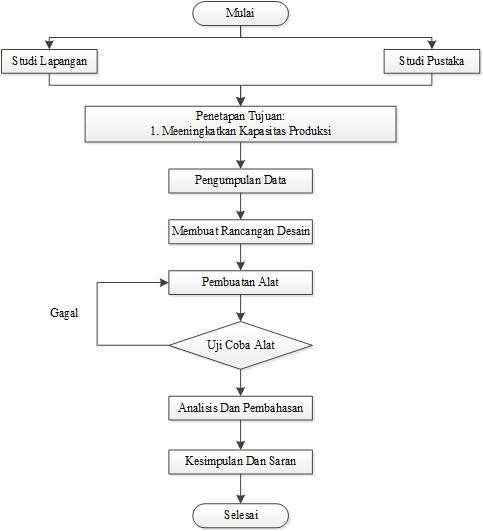 Mulai
Studi Lapangan
Studi Pustaka
Penetapan Tujuan:
1. Meeningkatkan Kapasitas Produksi
Pengumpulan Data
Membuat Rancangan Desain
Pembuatan Alat
Gagal
Uji Coba Alat
Analisis Dan Pembahasan
Kesimpulan Dan Saran
Selesai